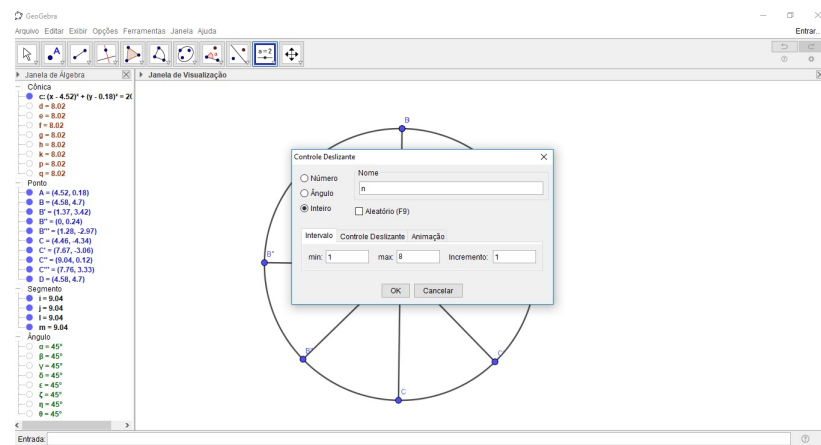 GeoGebra
Arquivo Editar Exibir Opções Ferramentas Janela Ajuda
Entrar..
A
a=2
Janela de Álgebra
Janela de Visualização
Cônica
c: (x - 4.52)² + (y - 0.18)² = 20
d = 8.02
e = 8.02
f = 8.02
g = 8.02
h = 8.02
k = 8.02
p = 8.02
q = 8.02
Ponto
A = (4.52, 0.18)
B = (4.58, 4.7)
B' = (1.37, 3.42)
B'' = (0, 0.24)
B''' = (1.28, -2.97)
C = (4.46, -4.34)
C' = (7.67, -3.06)
C'' = (9.04, 0.12)
C''' = (7.76, 3.33)
D = (4.58, 4.7)
Segmento
i = 9.04
j = 9.04
l = 9.04
m = 9.04
Ângulo
α = 45°
β = 45°
γ = 45°
δ = 45°
ε = 45°
ζ = 45°
η = 45°
θ = 45°
B
B''
B'''
C
C'
Controle Deslizante
Número
Ângulo
Inteiro
Nome
n
Aleatório (F9)
Intervalo Controle Deslizante Animação
min: 1 max: 8 Incremento: 1
OK Cancelar
Entrada: